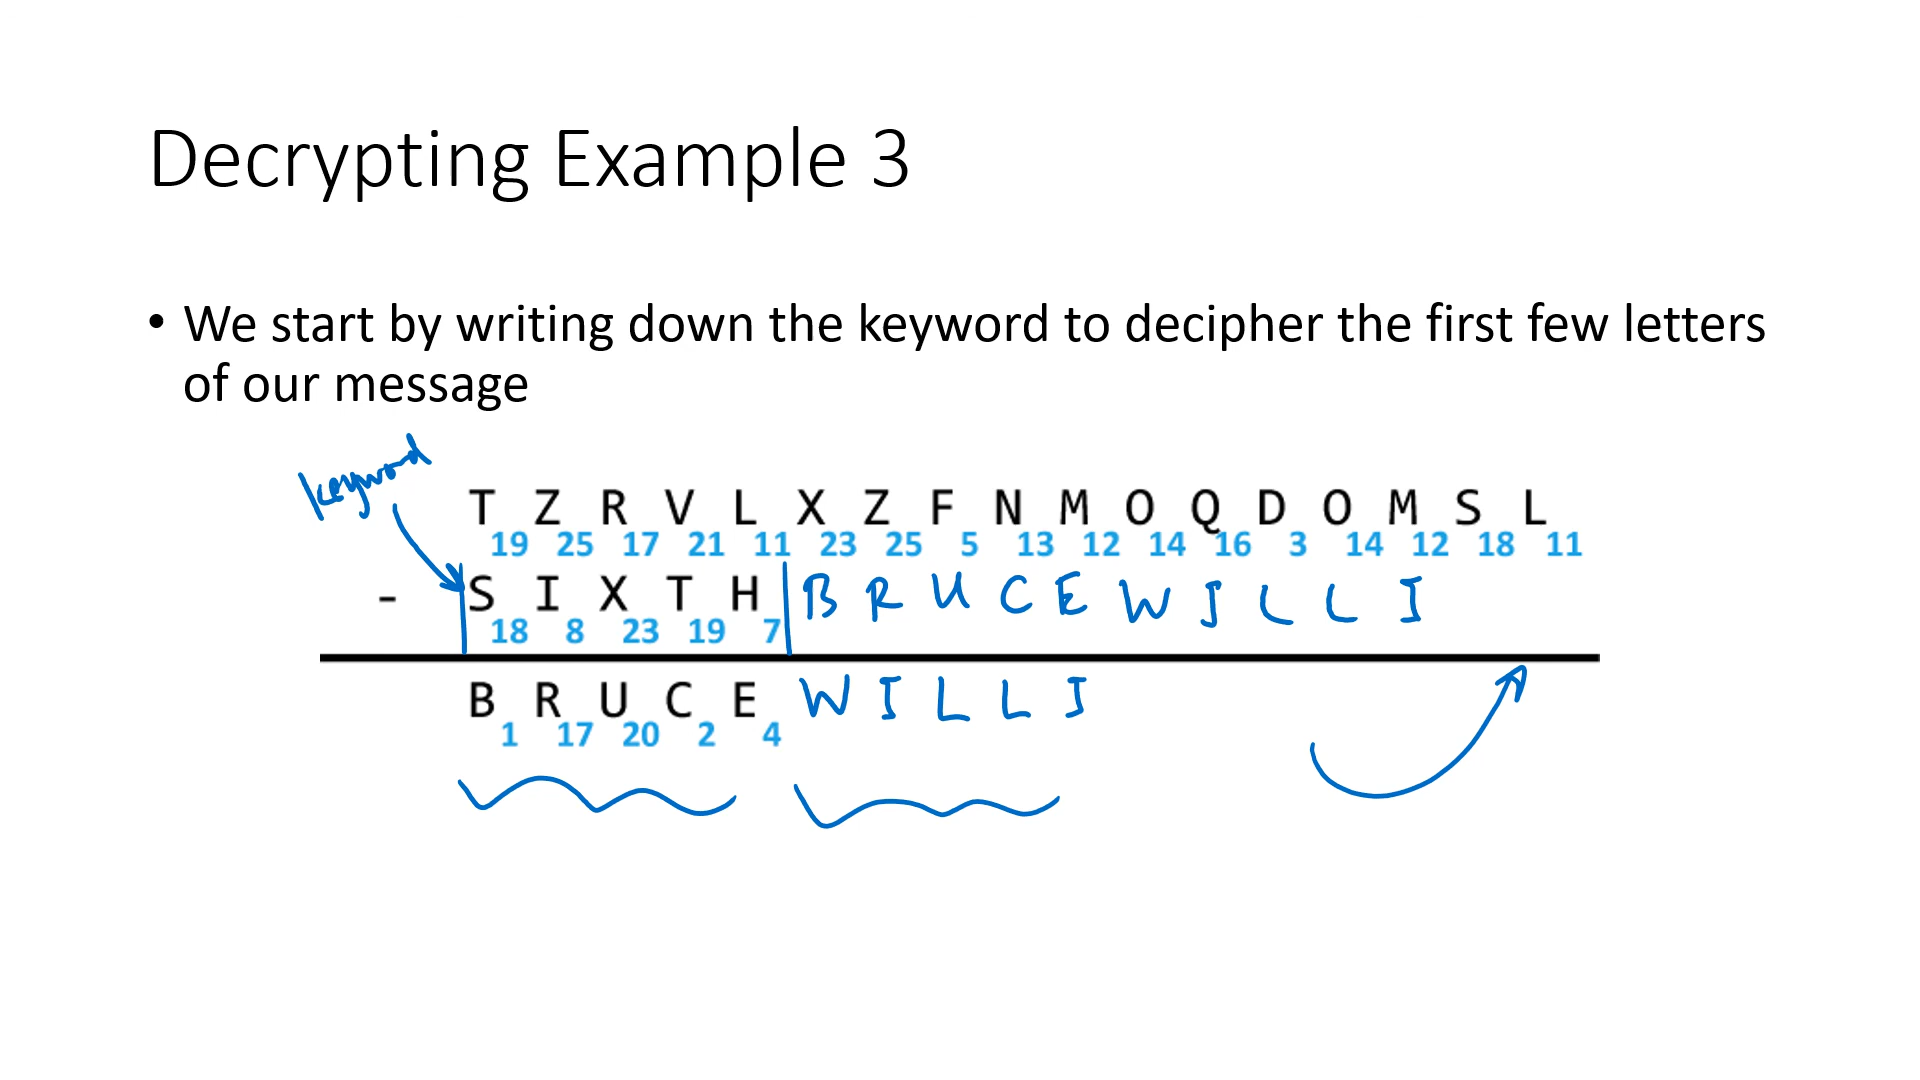 Decrypting Example 3
• We start by writing down the keyword to decipher the first few letters
of our message
keyword
T Z R V L X Z F N M O Q D O M S L
19 25 17 21 11 23 25 5 13 12 14 16 3 14 12 18 11
- S I X T H B R U C E W I L L I
18 8 23 19 7
B R U C E W I L L I
1 17 20 2 4